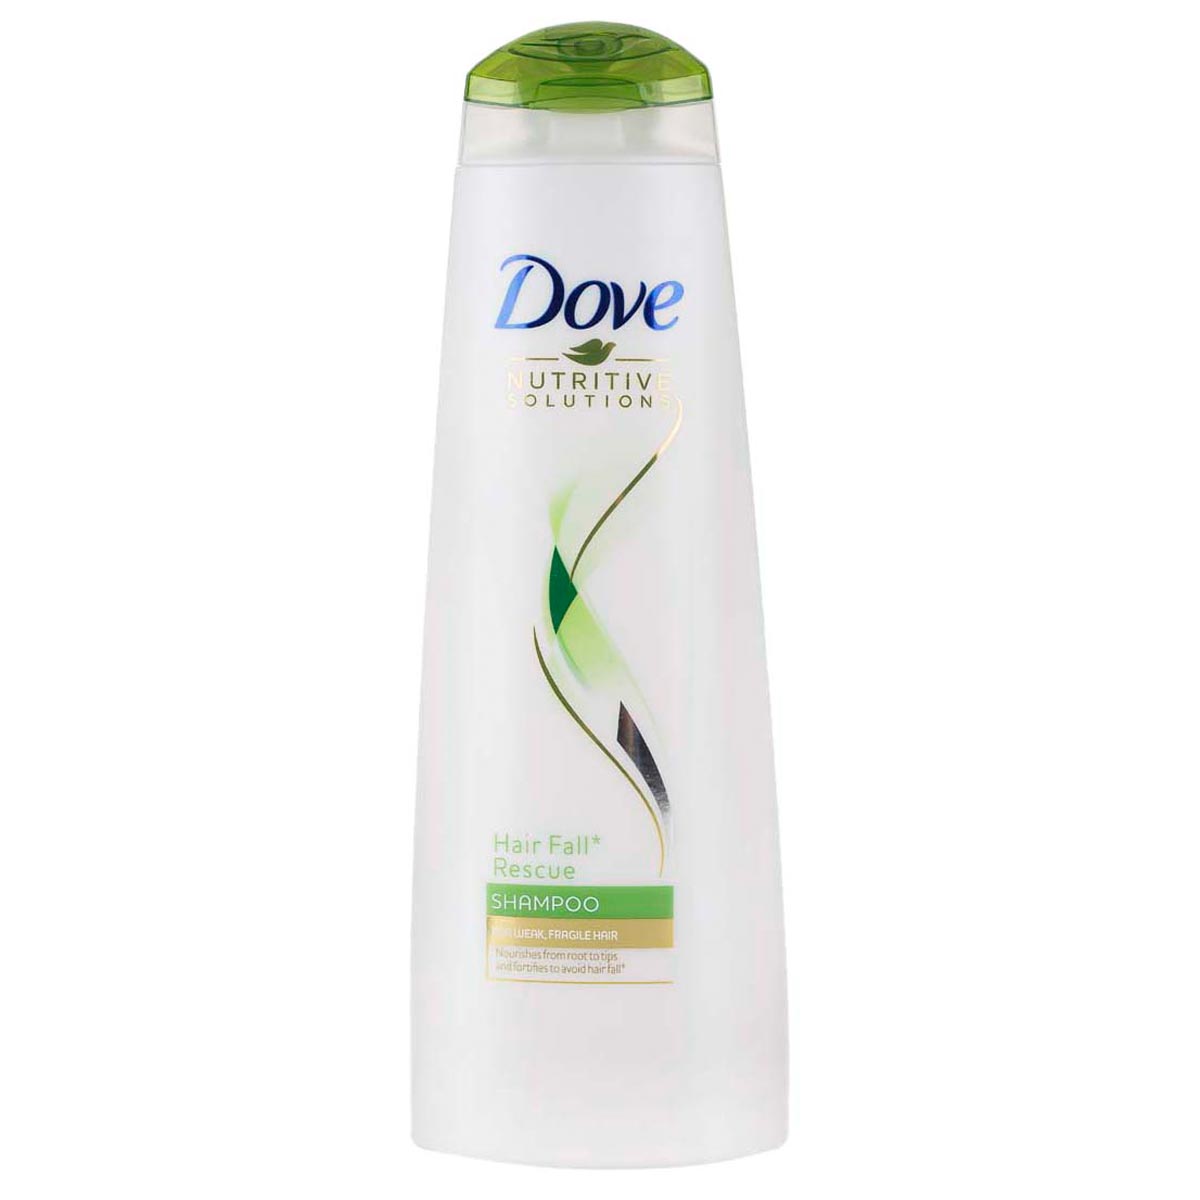 Dove
NUTRITIVE
SOLUTIONS
Hair Fall*
Rescue
SHAMPOO
FOR WEAK, FRAGILE HAIR
Nourishes from root to tips
and fortifies to avoid hair fall*